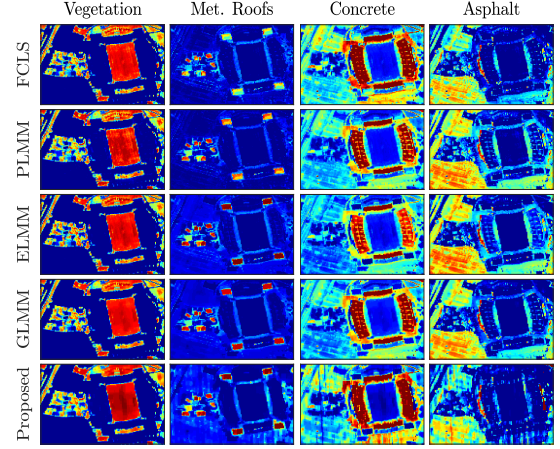 Vegetation Met. Roofs Concrete Asphalt
FCLS
PLMM
ELMM
GLMM
Proposed